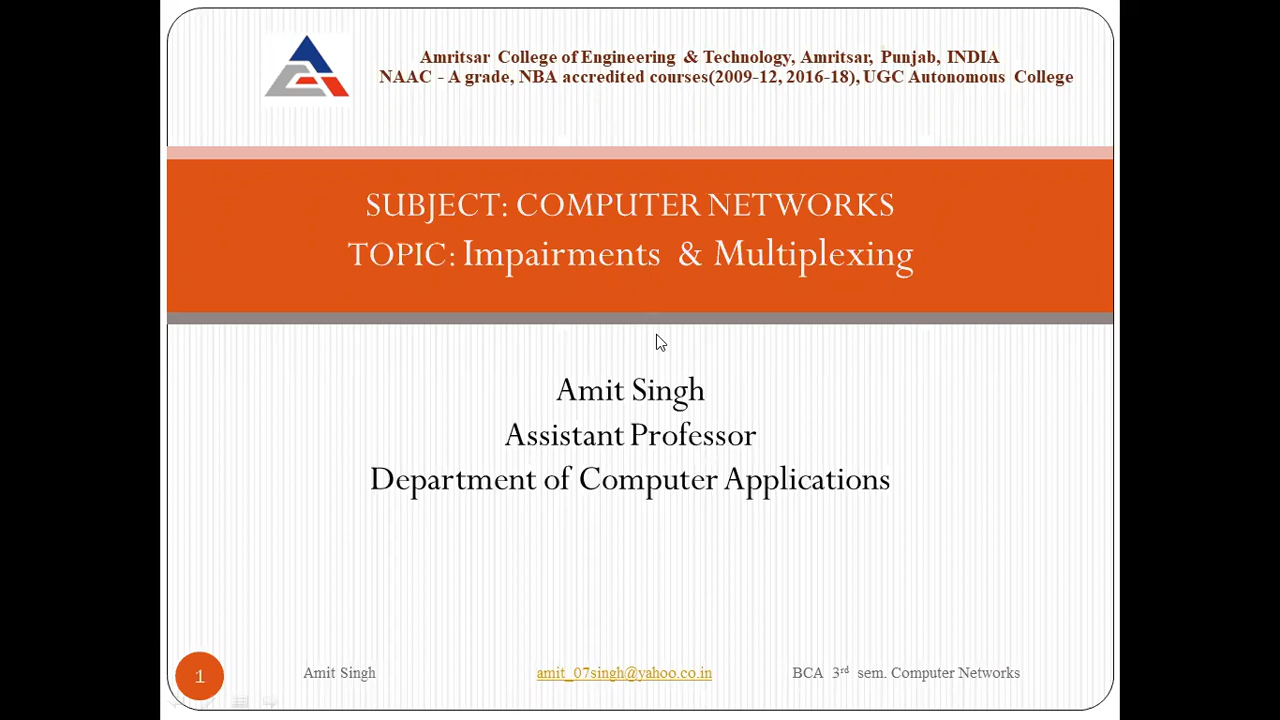 Amritsar College of Engineering & Technology, Amritsar, Punjab, INDIA
NAAC - A grade, NBA accredited courses(2009-12, 2016-18), UGC Autonomous College
SUBJECT: COMPUTER NETWORKS
TOPIC: Impairments & Multiplexing
Amit Singh
Assistant Professor
Department of Computer Applications
1 Amit Singh amit_07singh@yahoo.co.in BCA 3rd sem. Computer Networks